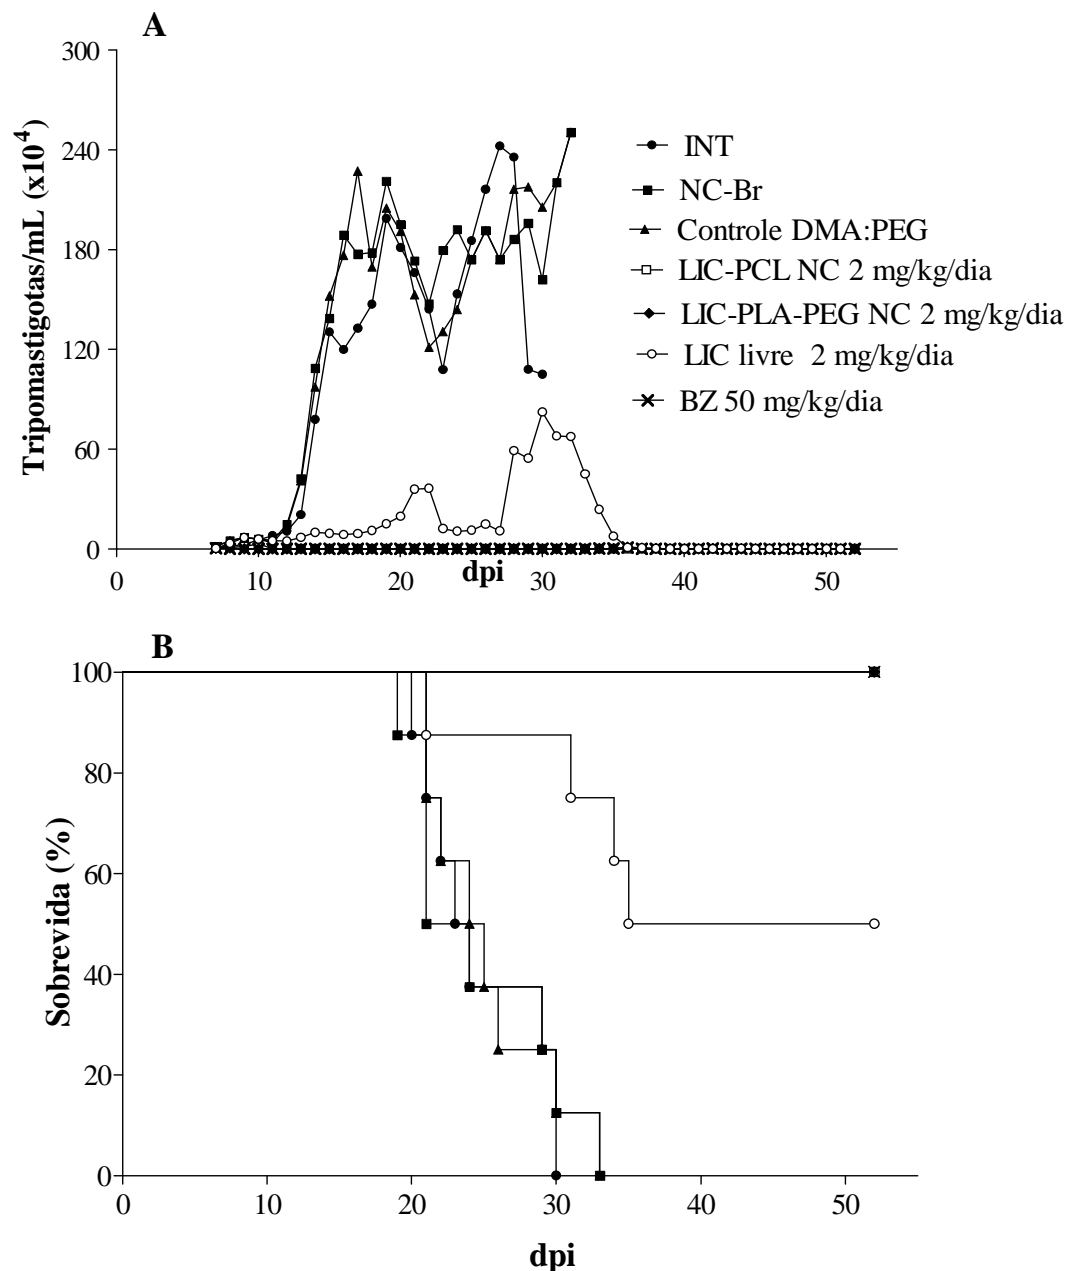 A
300
240
180
120
60
0
Tripomastigotas/mL (x10⁴)
INT
NC-Br
Controle DMA:PEG
LIC-PCL NC 2 mg/kg/dia
LIC-PLA-PEG NC 2 mg/kg/dia
LIC livre 2 mg/kg/dia
BZ 50 mg/kg/dia
0 10 20 30 40 50
dpi
B
100
80
60
40
20
0
Sobrevida (%)
0 10 20 30 40 50
dpi